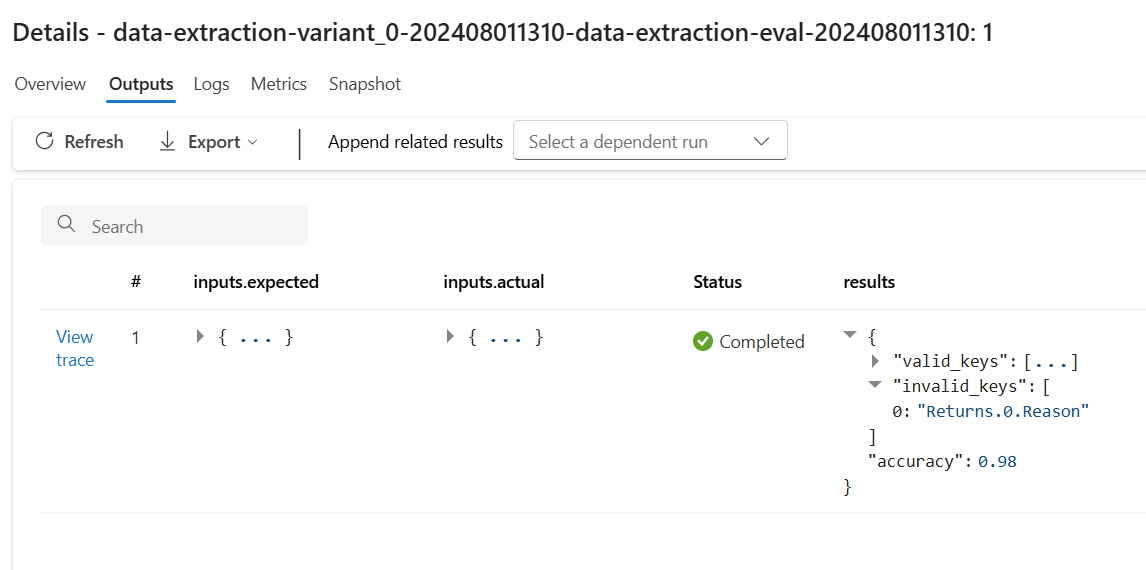 Details - data-extraction-variant_0-202408011310-data-extraction-eval-202408011310: 1
Overview Outputs Logs Metrics Snapshot
Refresh Export Append related results Select a dependent run
Search
# inputs.expected inputs.actual Status results
View trace 1 { ... } { ... } Completed {
"valid_keys": [...]
"invalid_keys": [
0: "Returns.0.Reason"
]
"accuracy": 0.98
}